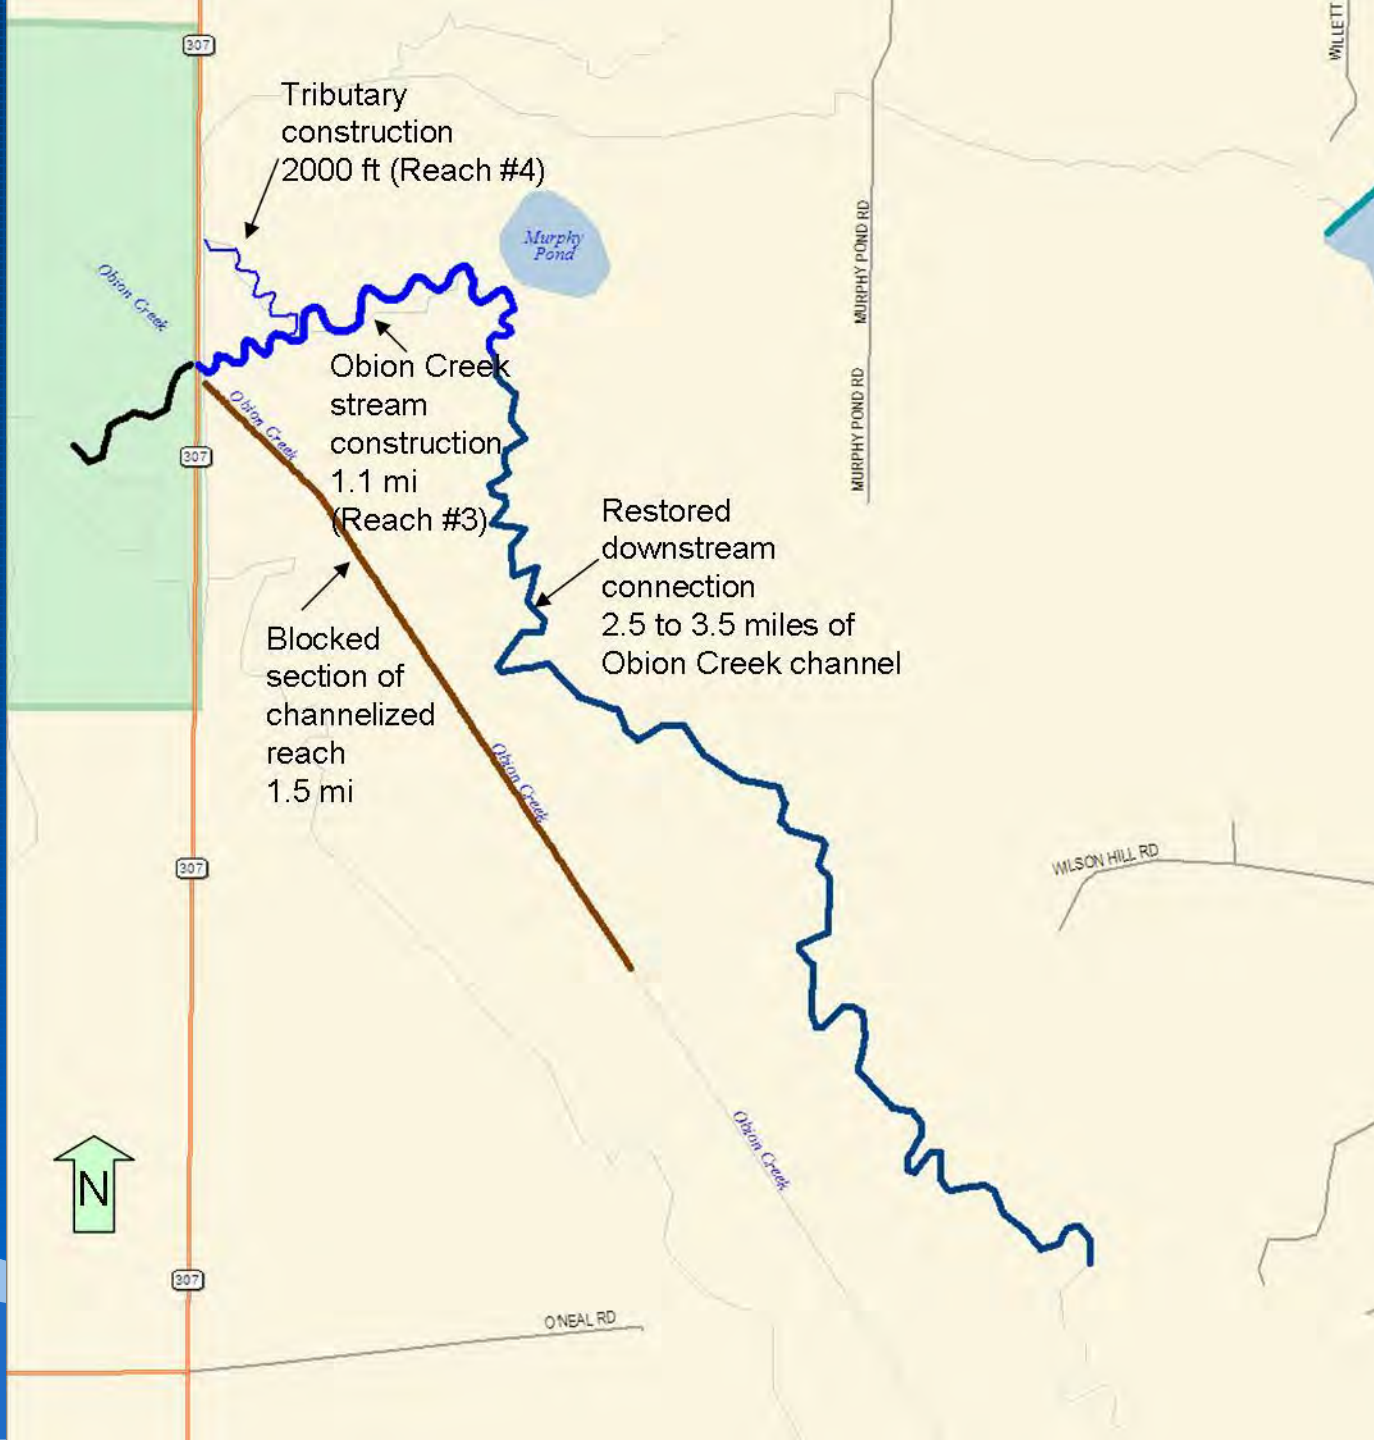 307
WILLETT
Tributary
construction
2000 ft (Reach #4)
MURPHY POND RD
Murphy
Pond
Obion Creek
Obion Creek
Obion Creek
stream
construction
1.1 mi
(Reach #3)
MURPHY POND RD
307
Restored
downstream
connection
2.5 to 3.5 miles of
Obion Creek channel
Blocked
section of
channelized
reach
1.5 mi
Obion Creek
307
WILSON HILL RD
Obion Creek
N
307
O'NEAL RD